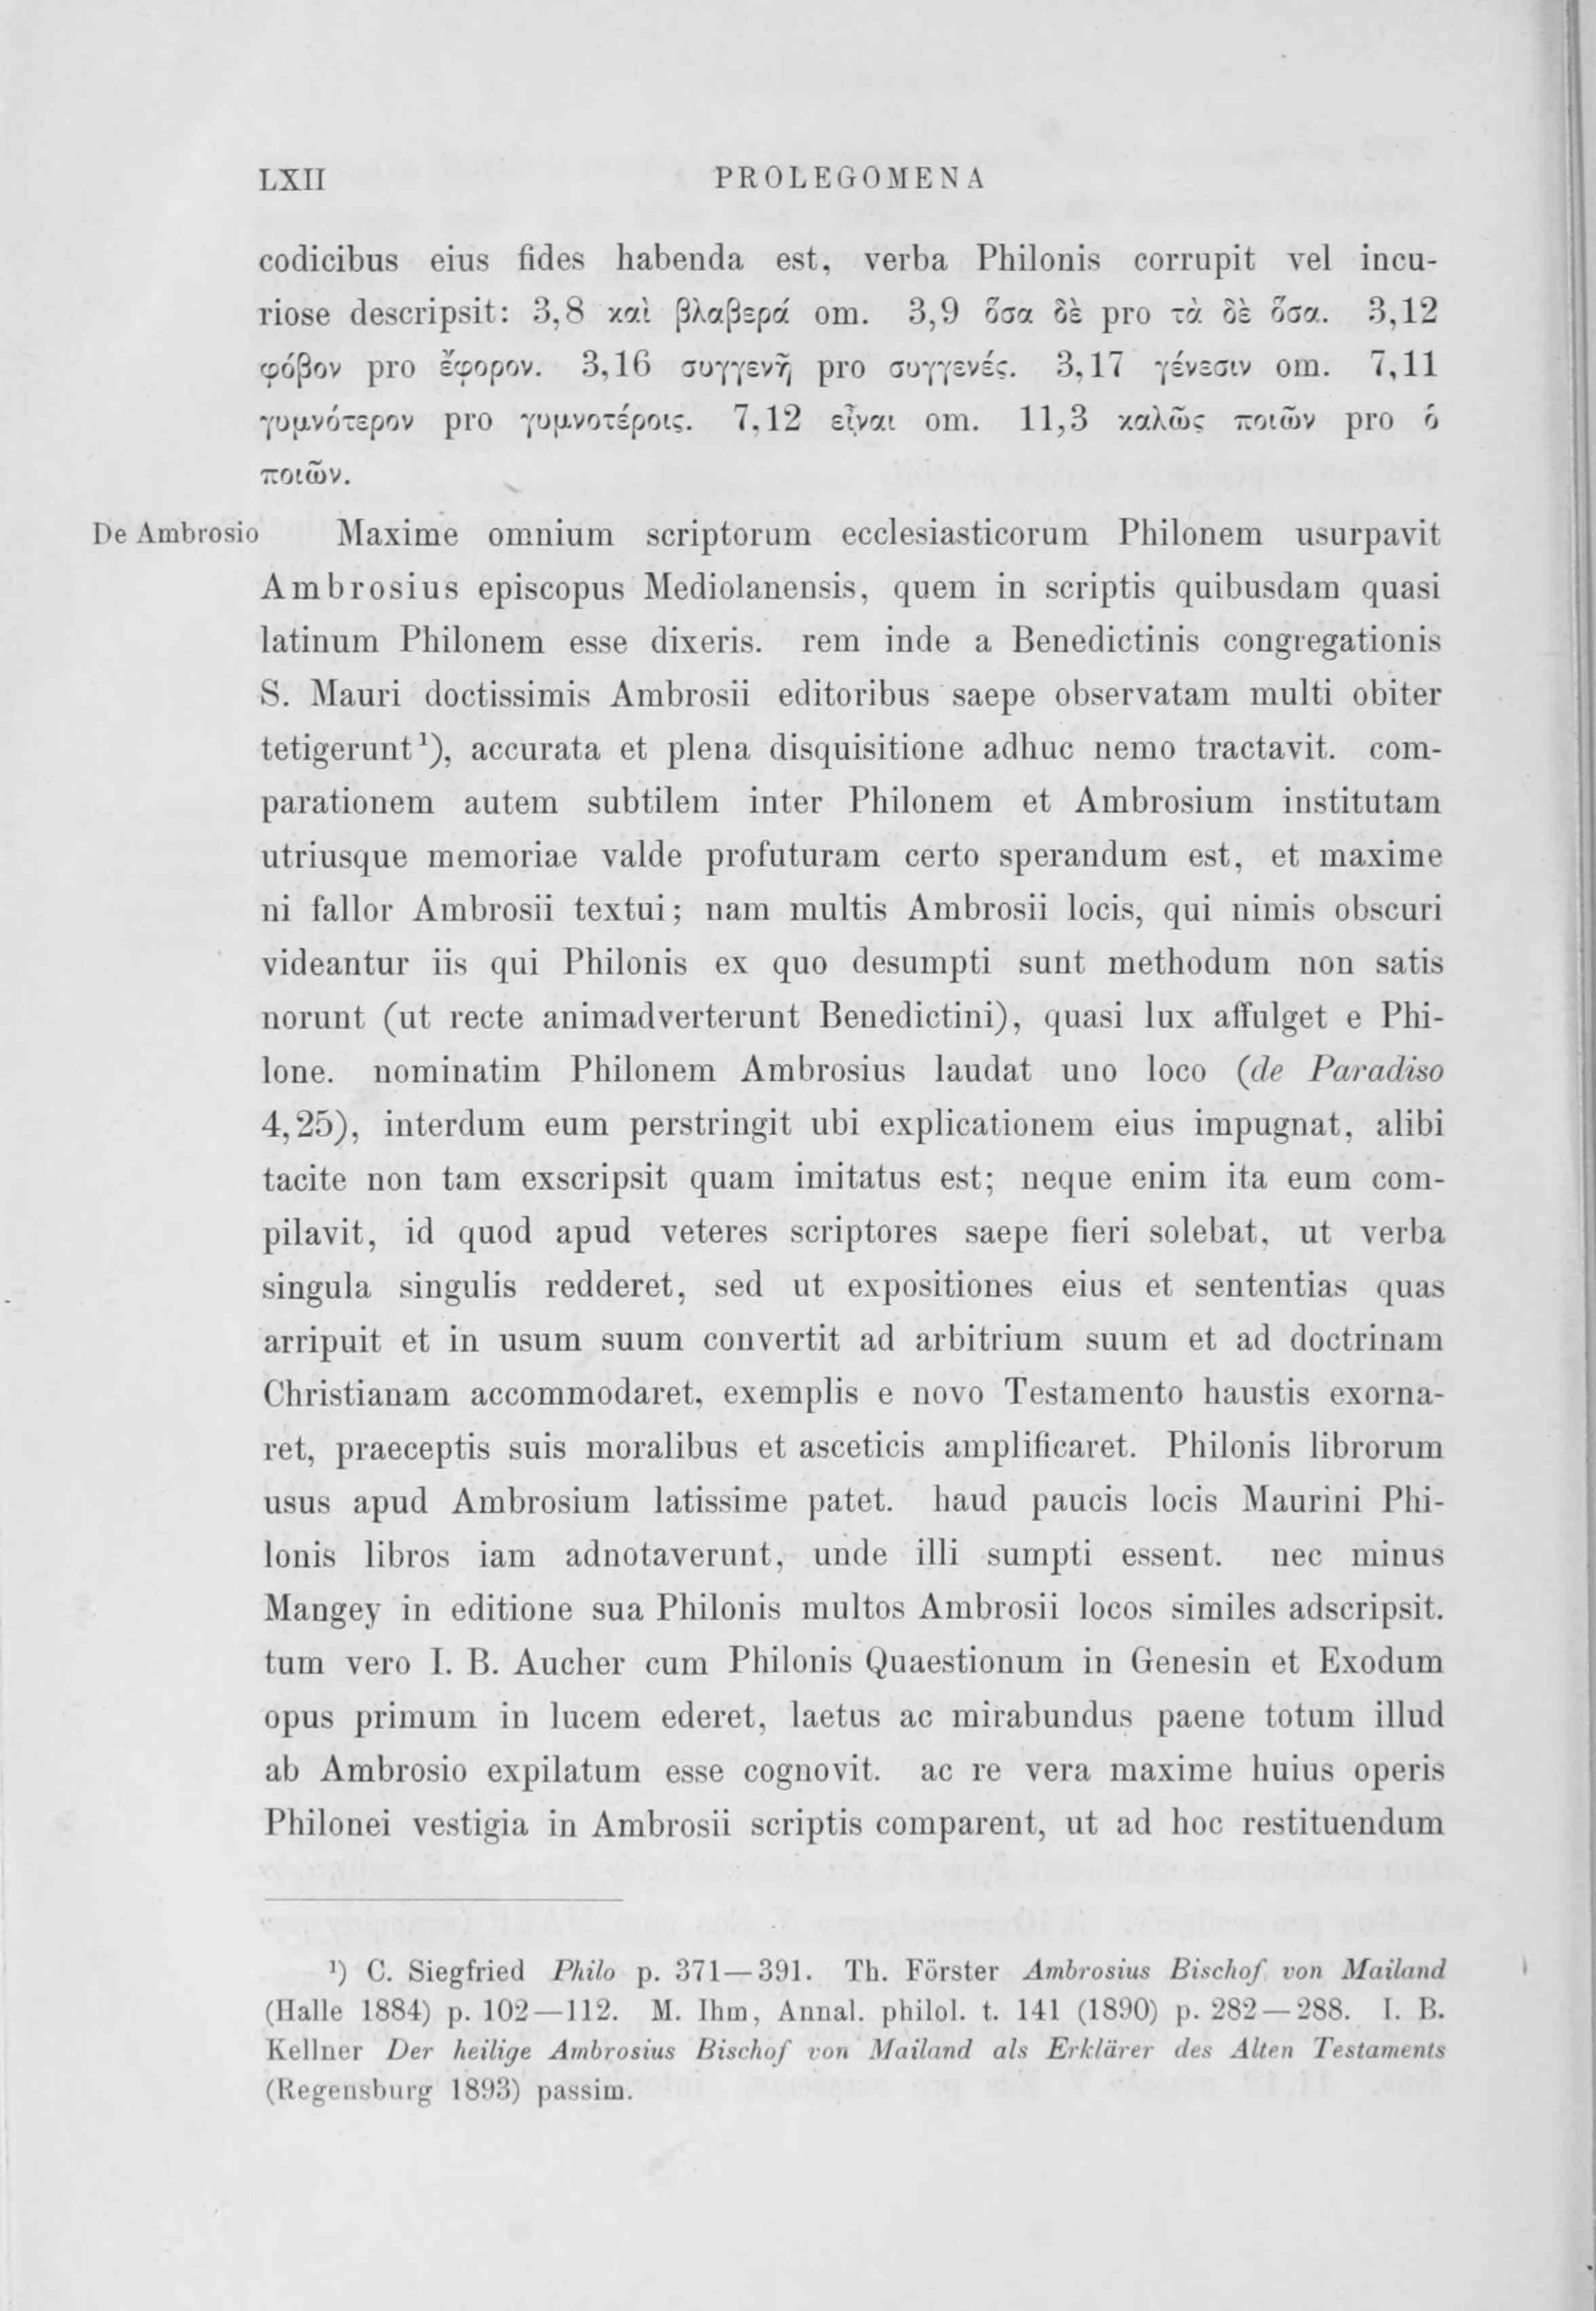 LXII PROLEGOMENA
codicibus eius fides habenda est, verba Philonis corrupit vel incu-
riose descripsit: 3,8 καὶ βλαβερά om. 3,9 ὅσα δὲ pro τὰ δὲ ὅσα. 3,12
φόβον pro ἔφορον. 3,16 συγγενῆ pro συγγενές. 3,17 γένεσιν om. 7,11
γυμνότερον pro γυμνοτέροις. 7,12 εἶναι om. 11,3 καλῶς ποιῶν pro ὁ
ποιῶν.
De Ambrosio Maxime omnium scriptorum ecclesiasticorum Philonem usurpavit
Ambrosius episcopus Mediolanensis, quem in scriptis quibusdam quasi
latinum Philonem esse dixeris. rem inde a Benedictinis congregationis
S. Mauri doctissimis Ambrosii editoribus saepe observatam multi obiter
tetigerunt¹), accurata et plena disquisitione adhuc nemo tractavit. com-
parationem autem subtilem inter Philonem et Ambrosium institutam
utriusque memoriae valde profuturam certo sperandum est, et maxime
ni fallor Ambrosii textui; nam multis Ambrosii locis, qui nimis obscuri
videantur iis qui Philonis ex quo desumpti sunt methodum non satis
norunt (ut recte animadverterunt Benedictini), quasi lux affulget e Phi-
lone. nominatim Philonem Ambrosius laudat uno loco (de Paradiso
4,25), interdum eum perstringit ubi explicationem eius impugnat, alibi
tacite non tam exscripsit quam imitatus est; neque enim ita eum com-
pilavit, id quod apud veteres scriptores saepe fieri solebat, ut verba
singula singulis redderet, sed ut expositiones eius et sententias quas
arripuit et in usum suum convertit ad arbitrium suum et ad doctrinam
Christianam accommodaret, exemplis e novo Testamento haustis exorna-
ret, praeceptis suis moralibus et asceticis amplificaret. Philonis librorum
usus apud Ambrosium latissime patet. haud paucis locis Maurini Phi-
lonis libros iam adnotaverunt, unde illi sumpti essent. nec minus
Mangey in editione sua Philonis multos Ambrosii locos similes adscripsit.
tum vero I. B. Aucher cum Philonis Quaestionum in Genesin et Exodum
opus primum in lucem ederet, laetus ac mirabundus paene totum illud
ab Ambrosio expilatum esse cognovit. ac re vera maxime huius operis
Philonei vestigia in Ambrosii scriptis comparent, ut ad hoc restituendum
¹) C. Siegfried Philo p. 371—391. Th. Förster Ambrosius Bischof von Mailand
(Halle 1884) p. 102—112. M. Ihm, Annal. philol. t. 141 (1890) p. 282—288. I. B.
Kellner Der heilige Ambrosius Bischof von Mailand als Erklärer des Alten Testaments
(Regensburg 1893) passim.